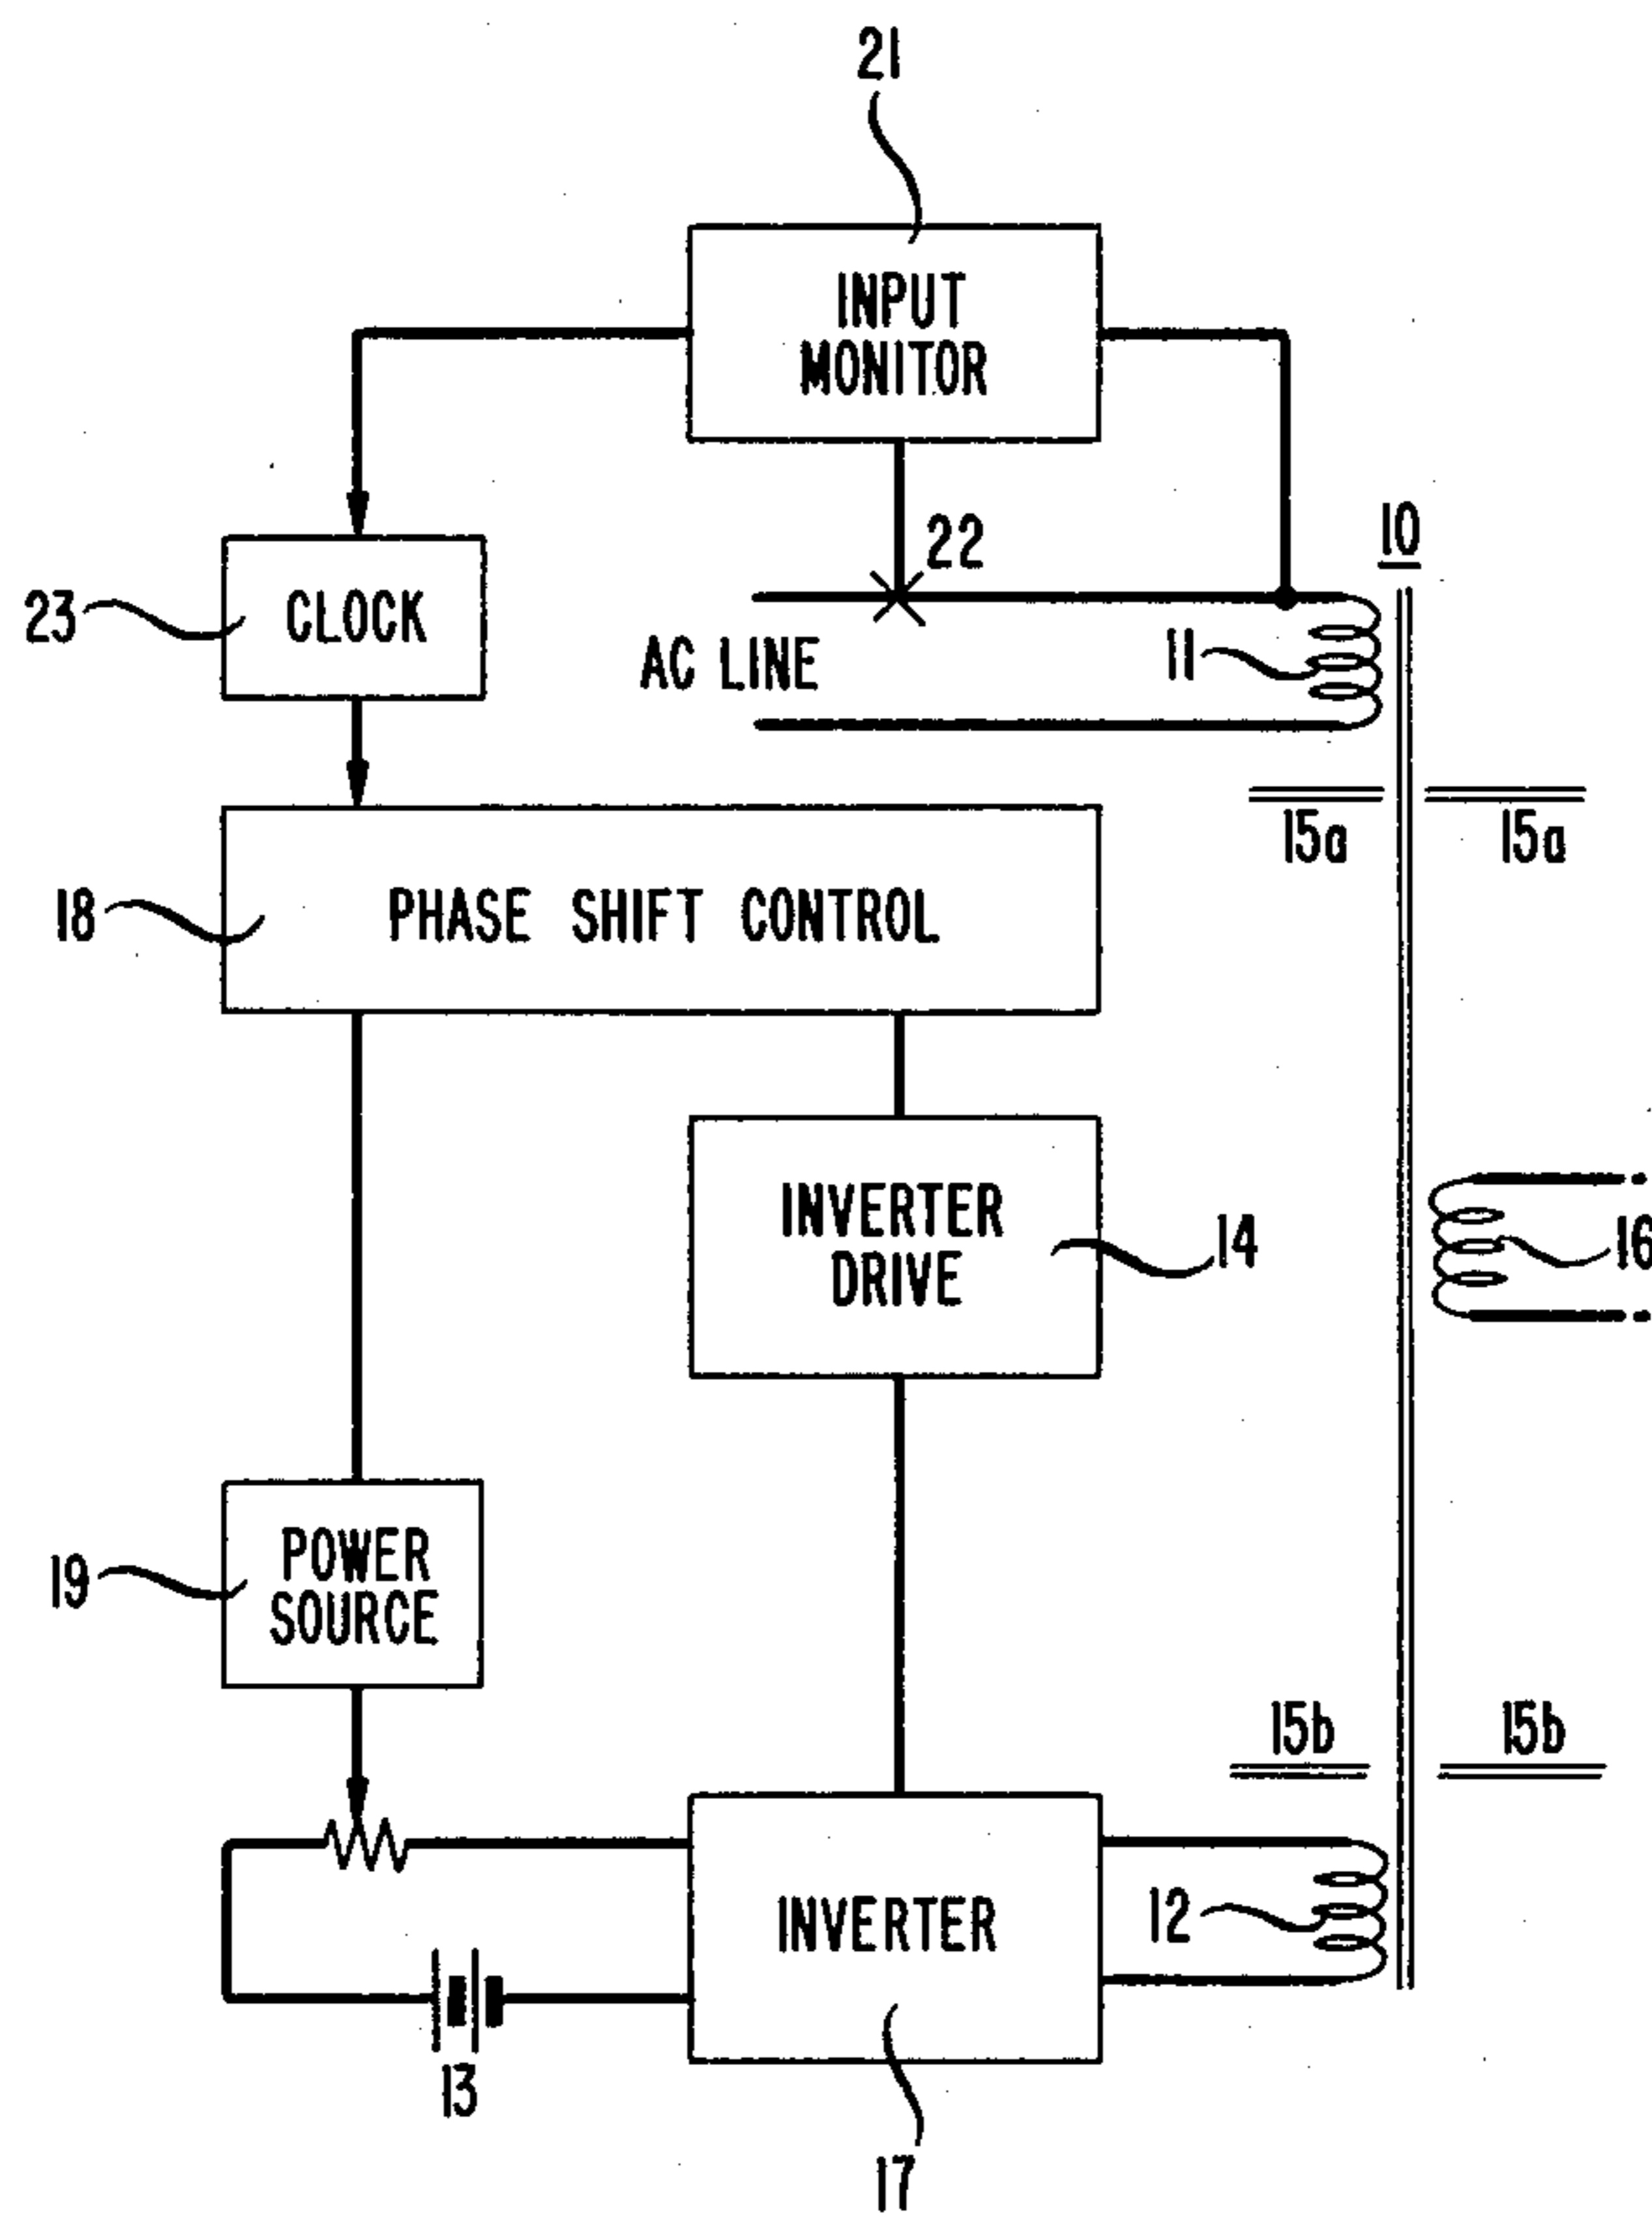 21
INPUT
MONITOR
22
10
23
CLOCK
AC LINE
11
15a
15a
18
PHASE SHIFT CONTROL
INVERTER
DRIVE
14
16
19
POWER
SOURCE
15b
15b
INVERTER
12
13
17